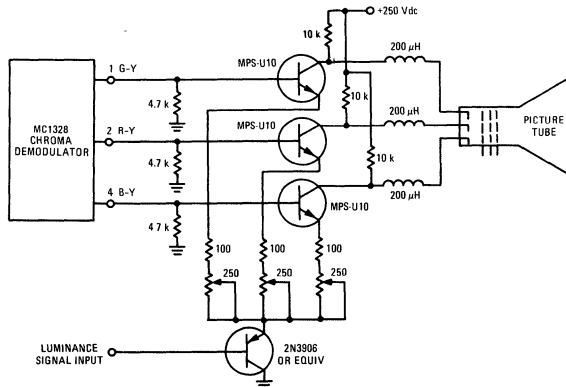 +250 Vdc
10 k
200 μH
MPS-U10
1 G-Y
10 k
4.7 k
MPS-U10
200 μH
PICTURE
TUBE
MC1328
CHROMA
DEMODULATOR
2 R-Y
10 k
4.7 k
200 μH
4 B-Y
MPS-U10
4 7 k
100
100
100
250
250
250
LUMINANCE
SIGNAL INPUT
2N3906
OR EQUIV